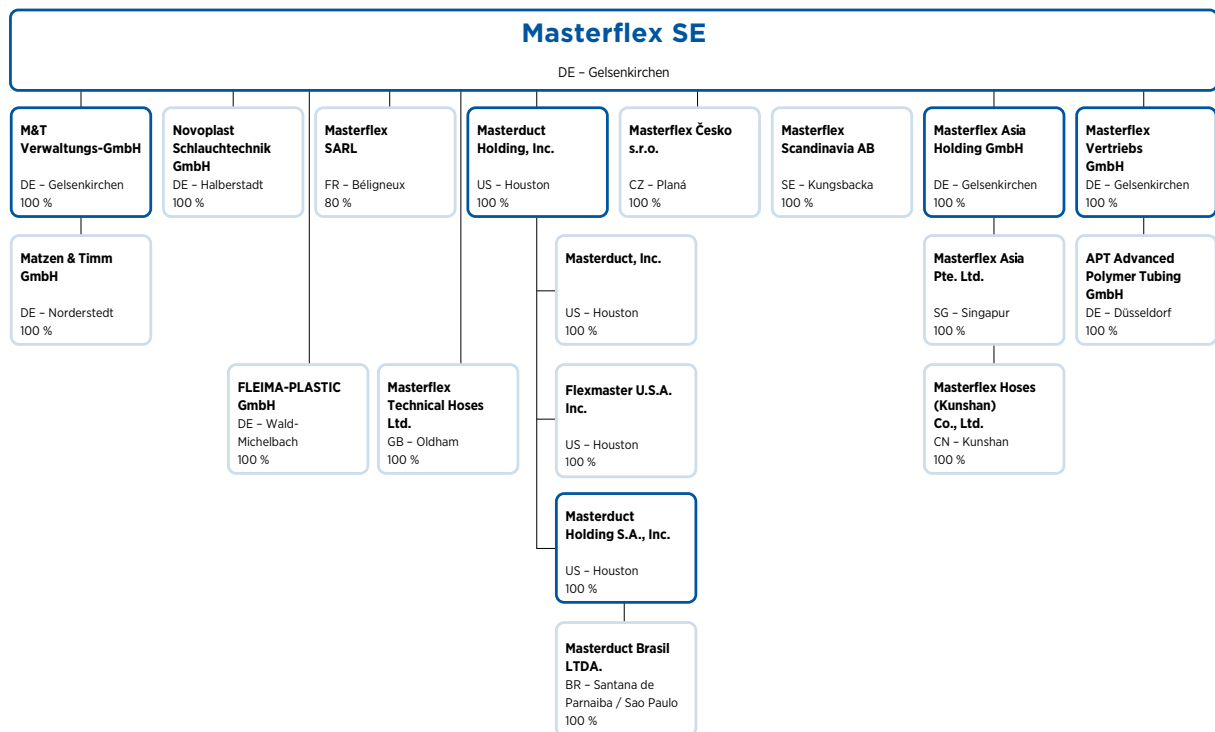 Masterflex SE
DE – Gelsenkirchen
M&T
Verwaltungs-GmbH
DE – Gelsenkirchen
100 %
Novoplast
Schlauchtechnik
GmbH
DE – Halberstadt
100 %
Masterflex
SARL
FR – Béligneux
80 %
Masterduct
Holding, Inc.
US – Houston
100 %
Masterflex Česko
s.r.o.
CZ – Planá
100 %
Masterflex
Scandinavia AB
SE – Kungsbacka
100 %
Masterflex Asia
Holding GmbH
DE – Gelsenkirchen
100 %
Masterflex
Vertriebs
GmbH
DE – Gelsenkirchen
100 %
Matzen & Timm
GmbH
DE – Norderstedt
100 %
Masterduct, Inc.
US – Houston
100 %
Masterflex Asia
Pte. Ltd.
SG – Singapur
100 %
APT Advanced
Polymer Tubing
GmbH
DE – Düsseldorf
100 %
FLEIMA-PLASTIC
GmbH
DE – Wald-
Michelbach
100 %
Masterflex
Technical Hoses
Ltd.
GB – Oldham
100 %
Flexmaster U.S.A.
Inc.
US – Houston
100 %
Masterflex Hoses
(Kunshan)
Co., Ltd.
CN – Kunshan
100 %
Masterduct
Holding S.A., Inc.
US – Houston
100 %
Masterduct Brasil
LTDA.
BR – Santana de
Parnaiba / Sao Paulo
100 %